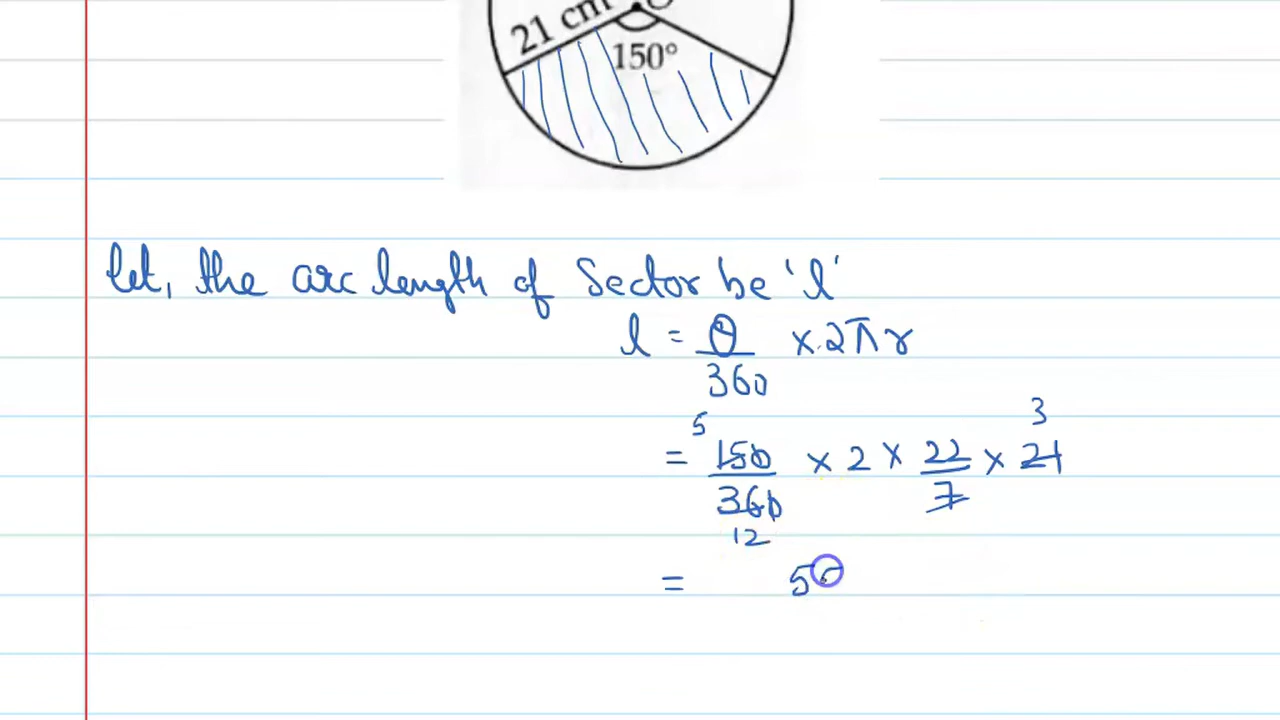 21 cm
150°
let, the arc length of Sector be 'l'
l = θ/360 × 2πr
5 3
= 150/360 × 2 × 22/7 × 21
12
= 5